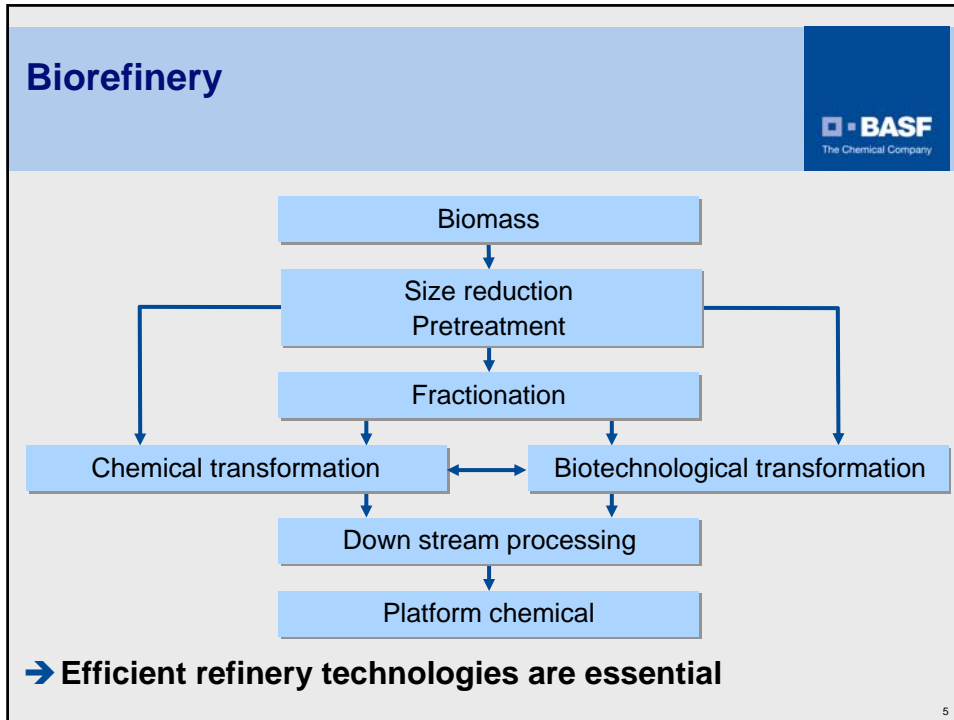 Biorefinery
BASF
The Chemical Company
Biomass
Size reduction
Pretreatment
Fractionation
Chemical transformation
Biotechnological transformation
Down stream processing
Platform chemical
Efficient refinery technologies are essential
5